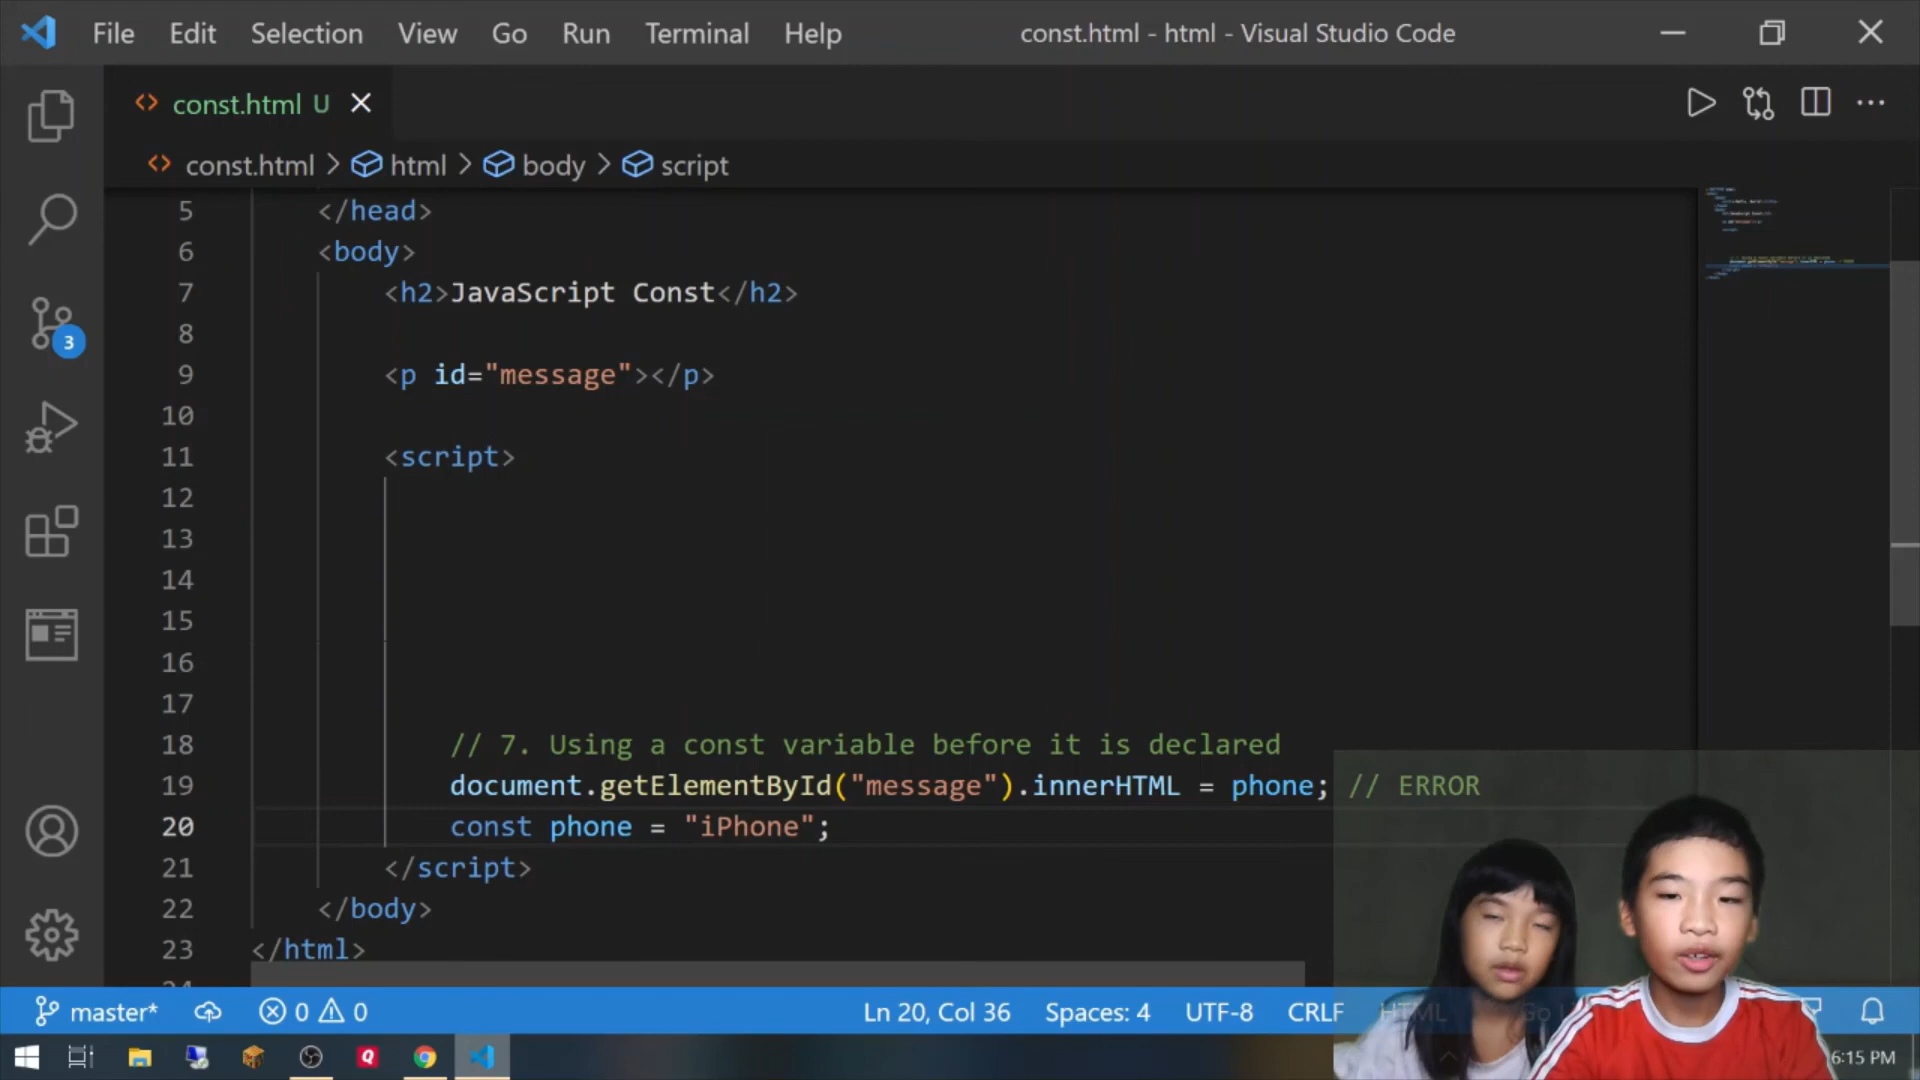 File Edit Selection View Go Run Terminal Help const.html - html - Visual Studio Code
const.html U
const.html > html > body > script
5 </head>
6 <body>
7 <h2>JavaScript Const</h2>
8
9 <p id="message"></p>
10
11 <script>
12
13
14
15
16
17
18 // 7. Using a const variable before it is declared
19 document.getElementById("message").innerHTML = phone; // ERROR
20 const phone = "iPhone";
21 </script>
22 </body>
23 </html>
3
master* 0 0 Ln 20, Col 36 Spaces: 4 UTF-8 CRLF HTML Go
6:15 PM